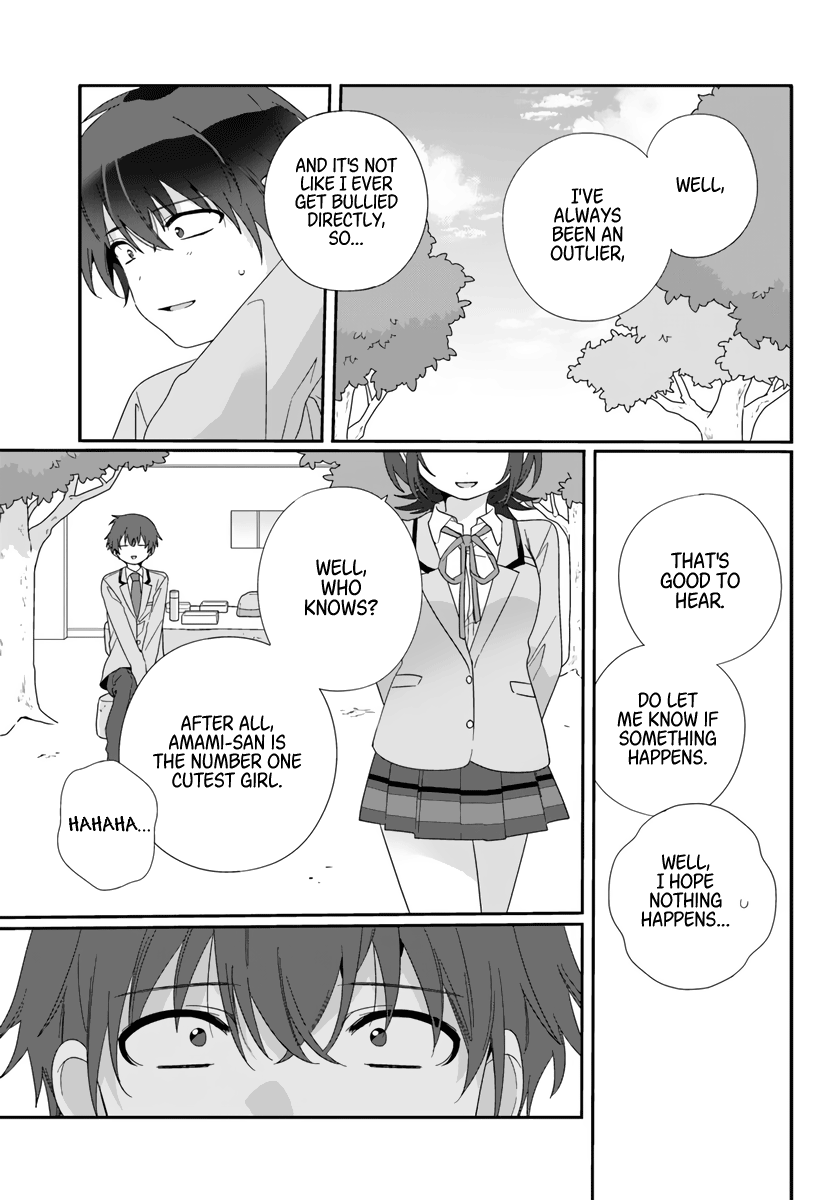 WELL,
I'VE
ALWAYS
BEEN AN
OUTLIER,
AND IT'S NOT
LIKE I EVER
GET BULLIED
DIRECTLY,
SO...
THAT'S
GOOD TO
HEAR.
DO LET
ME KNOW IF
SOMETHING
HAPPENS.
WELL,
I HOPE
NOTHING
HAPPENS...
WELL,
WHO
KNOWS?
AFTER ALL,
AMAMI-SAN IS
THE NUMBER ONE
CUTEST GIRL.
HAHAHA...